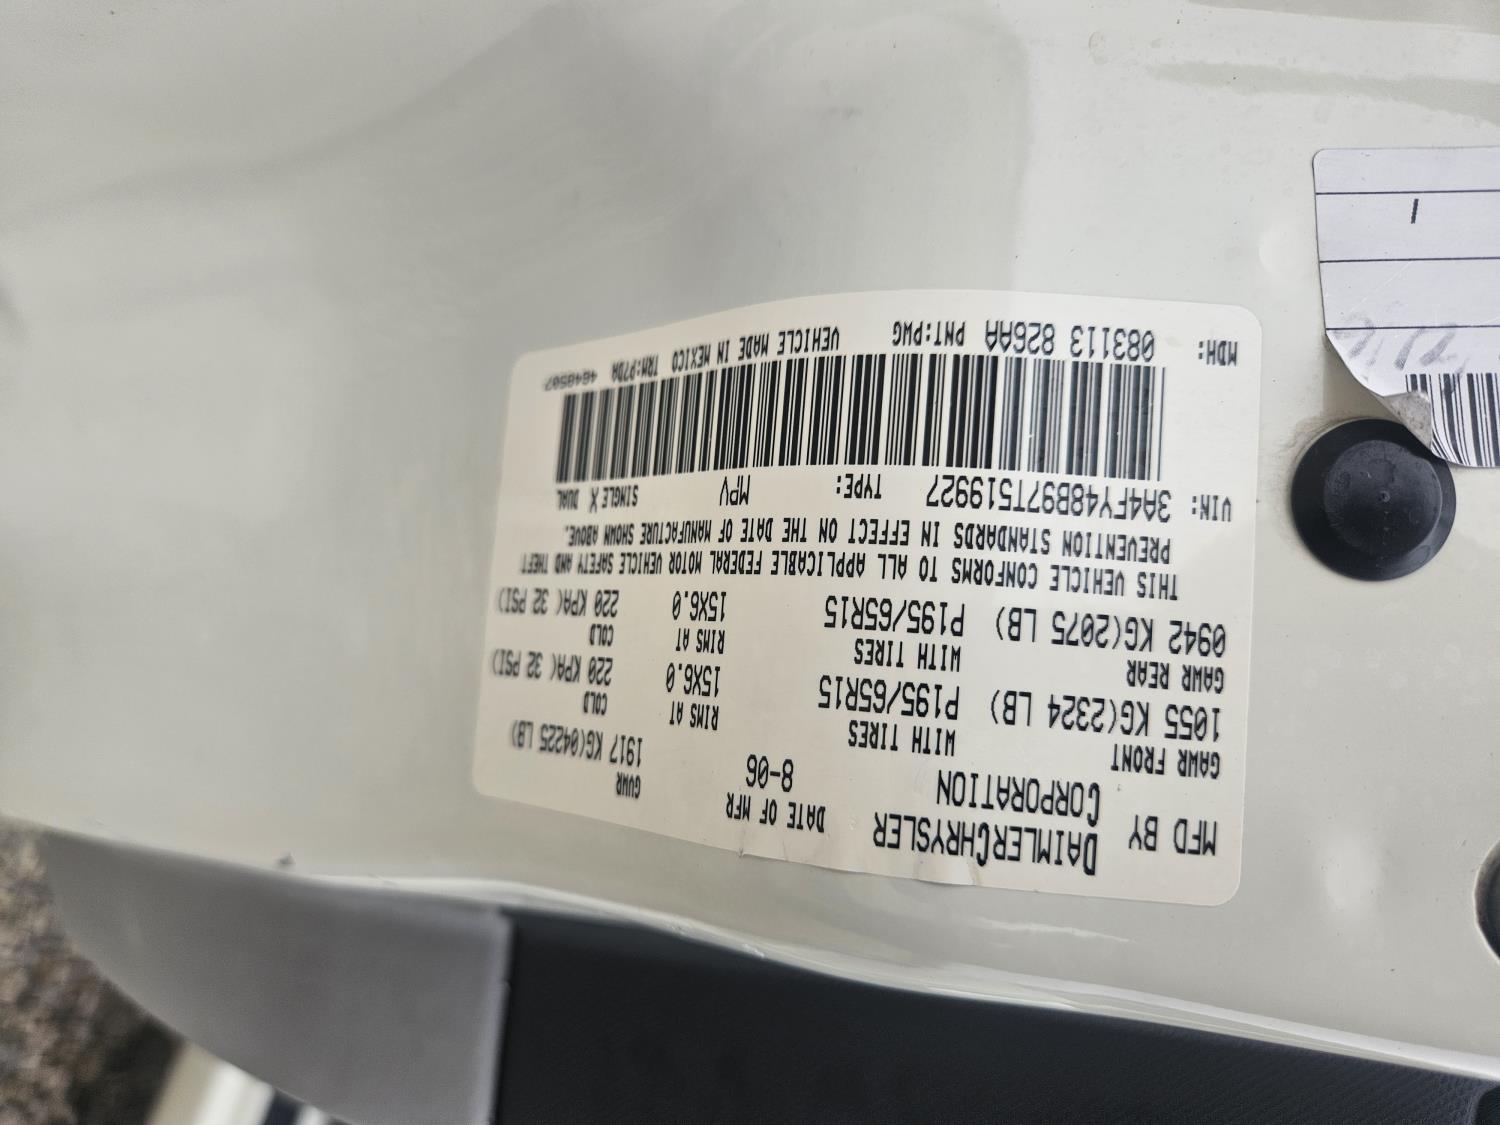 MFD BY DAIMLERCHRYSLER CORPORATION
DATE OF MFR 8-06
GVWR 1917 KG(04225 LB)
GAWR FRONT WITH TIRES RIMS AT COLD
1055 KG(2324 LB) P195/65R15 15X6.0 220 KPA( 32 PSI)
GAWR REAR WITH TIRES RIMS AT COLD
0942 KG(2075 LB) P195/65R15 15X6.0 220 KPA( 32 PSI)
THIS VEHICLE CONFORMS TO ALL APPLICABLE FEDERAL MOTOR VEHICLE SAFETY AND THEFT
PREVENTION STANDARDS IN EFFECT ON THE DATE OF MANUFACTURE SHOWN ABOVE.
VIN: 3A4FY48B97T519927 TYPE: MPV SINGLE X DUAL
MDH: 083113 826AA PNT:PWG VEHICLE MADE IN MEXICO TRM:P7DA 4648507